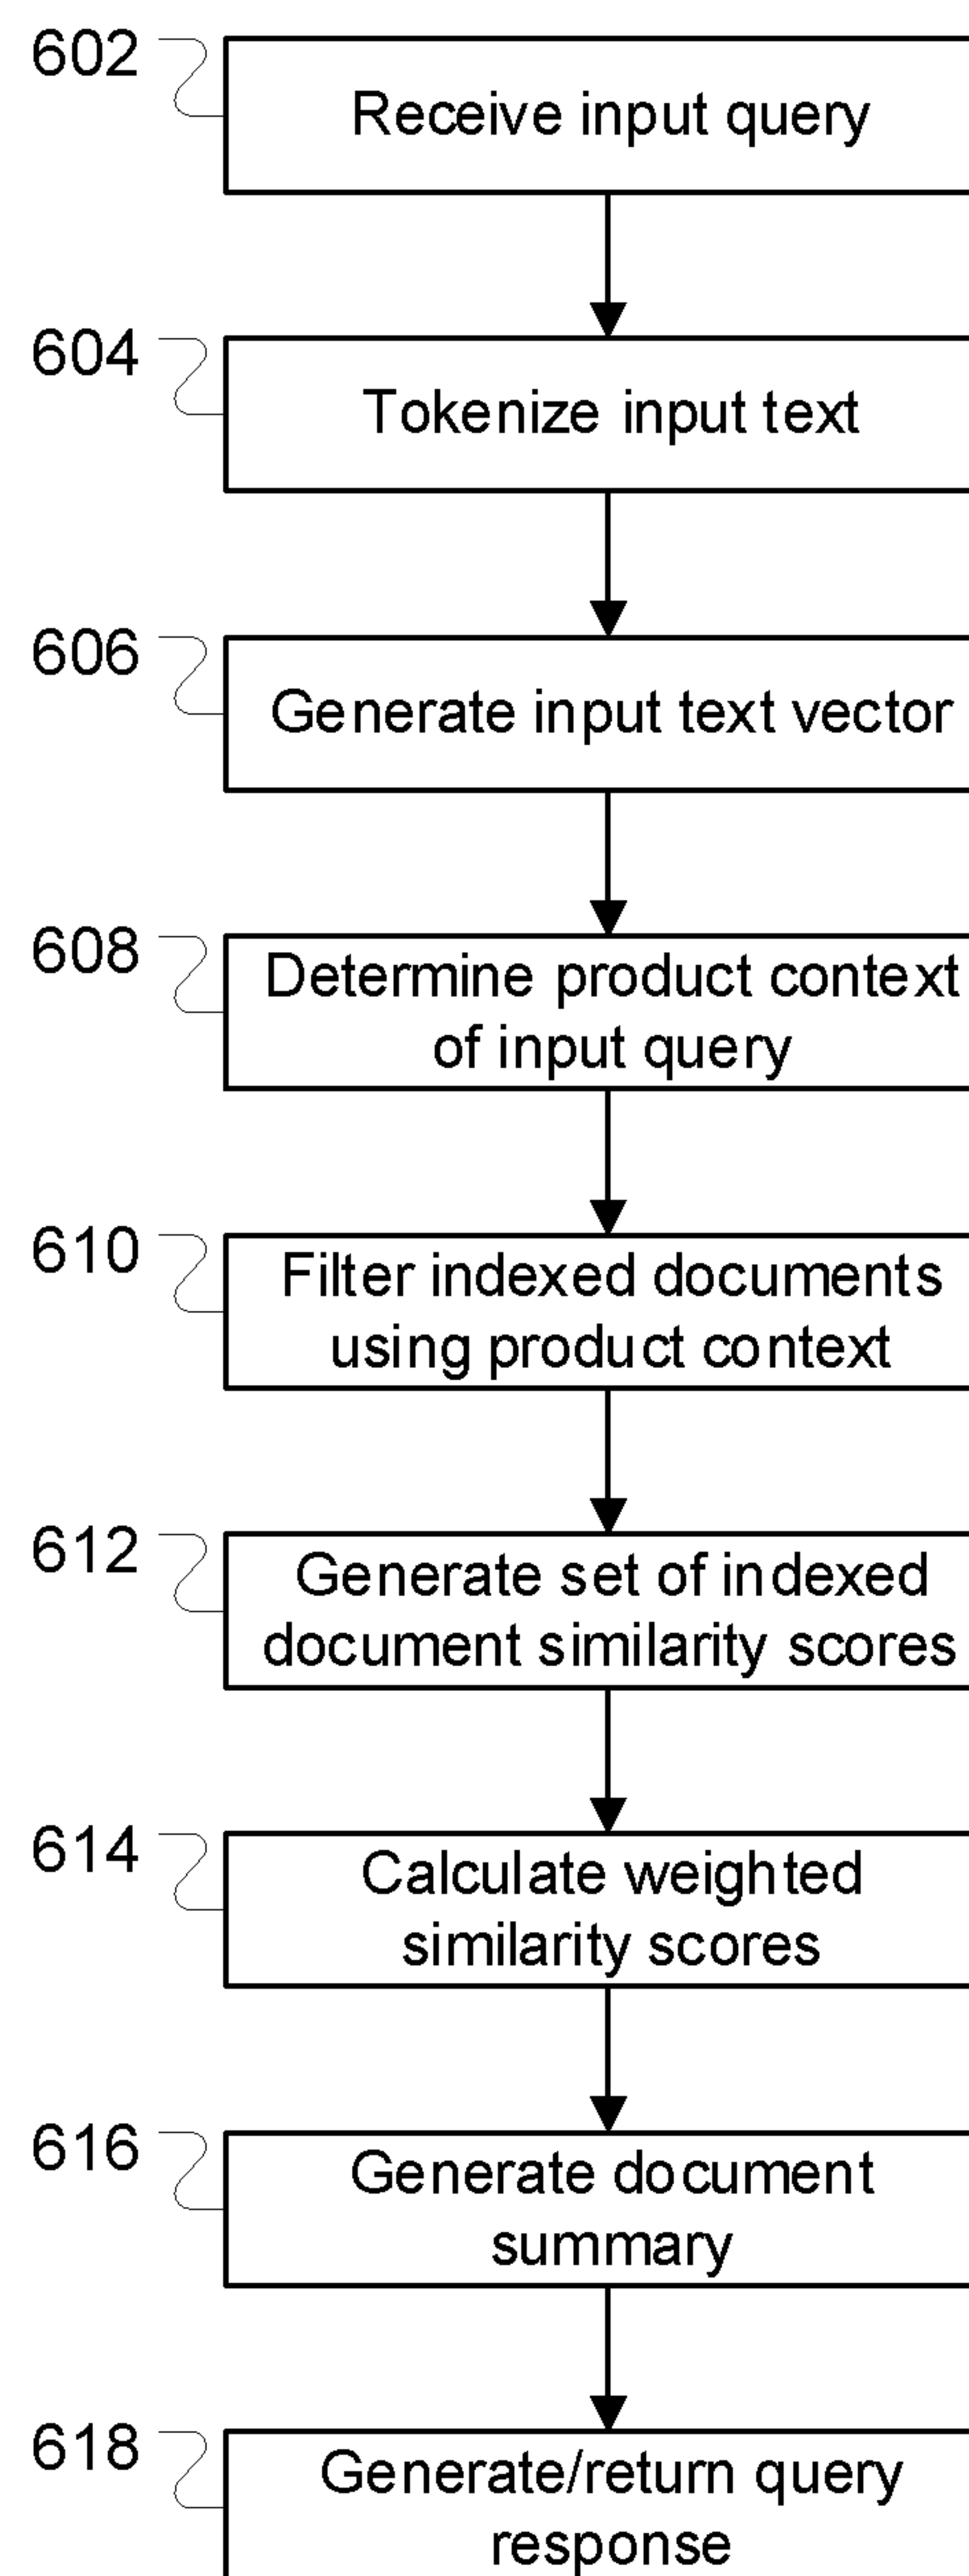 602
Receive input query
604
Tokenize input text
606
Generate input text vector
608
Determine product context
of input query
610
Filter indexed documents
using product context
612
Generate set of indexed
document similarity scores
614
Calculate weighted
similarity scores
616
Generate document
summary
618
Generate/return query
response